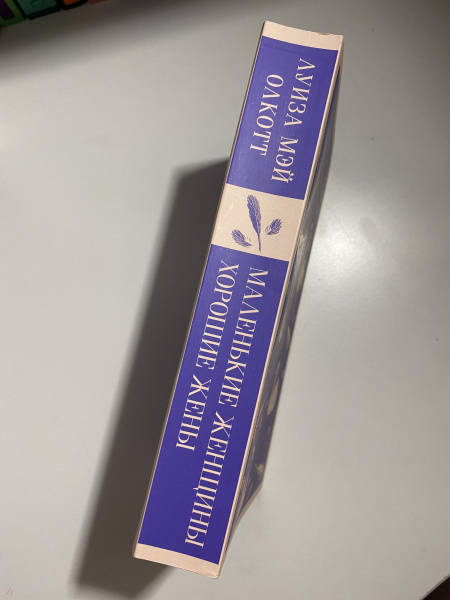 ЛУИЗА МЭЙ
ОЛКОТТ
МАЛЕНЬКИЕ ЖЕНЩИНЫ
ХОРОШИЕ ЖЕНЫ